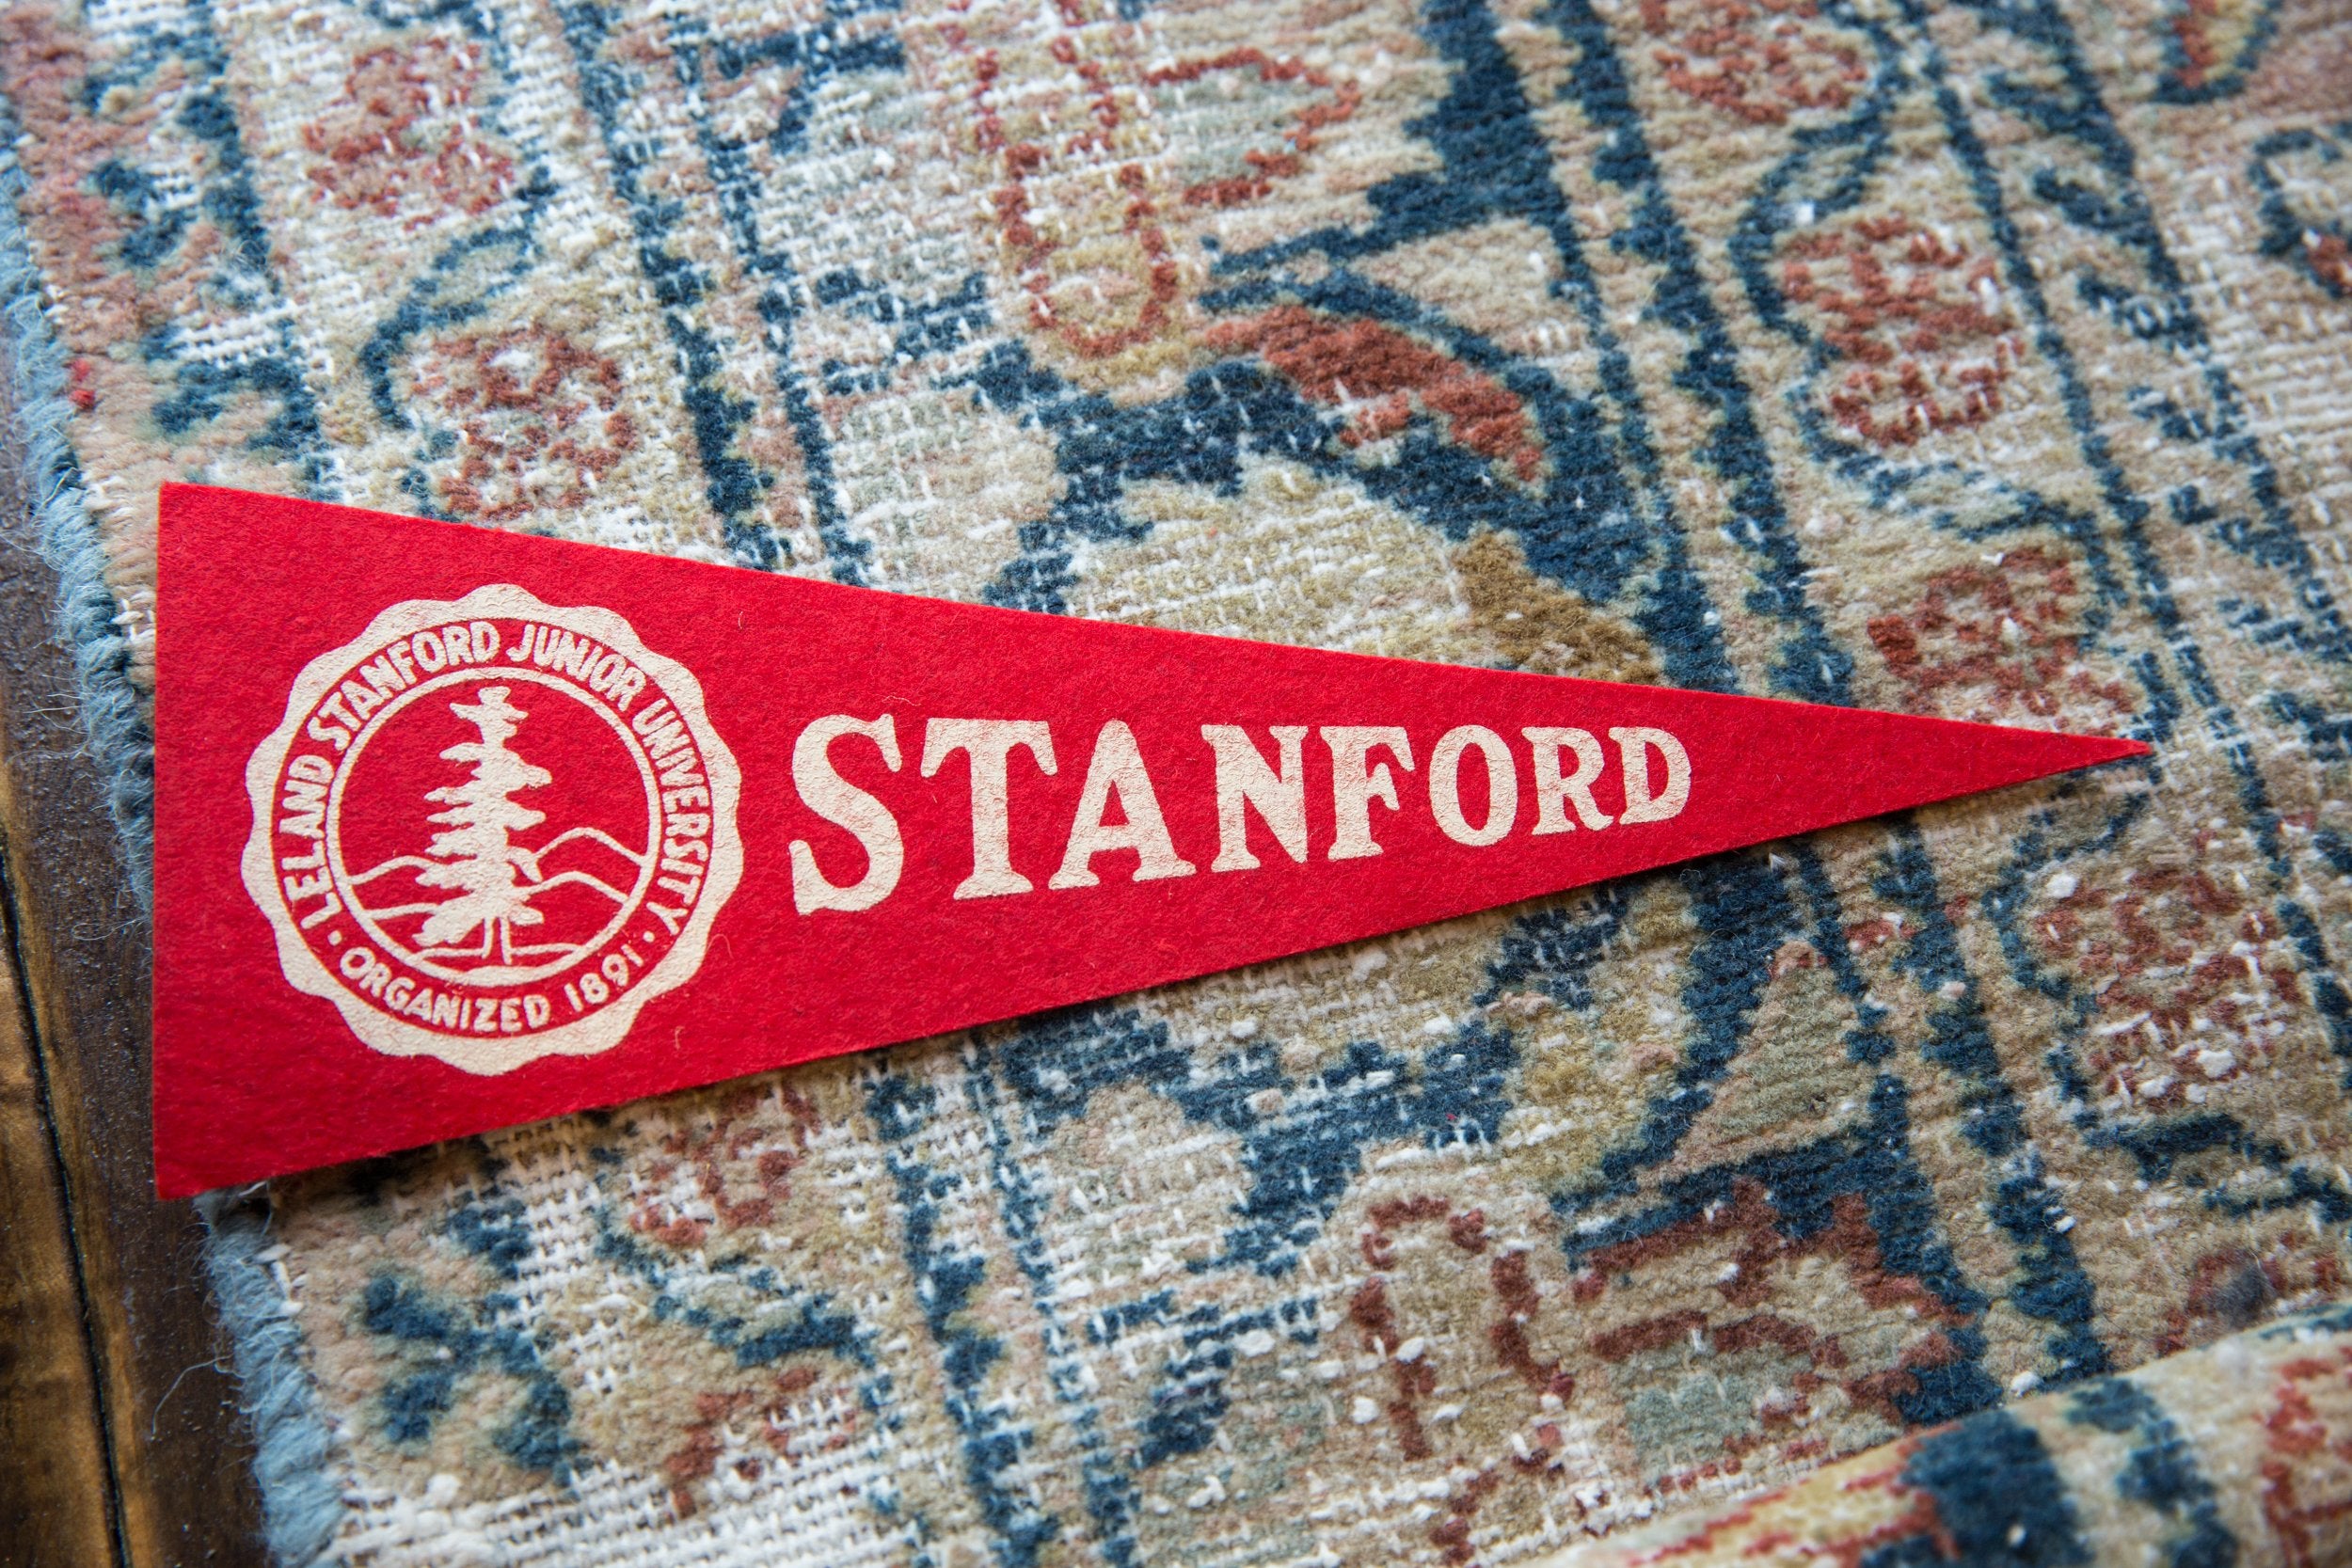 LELAND STANFORD JUNIOR UNIVERSITY
· ORGANIZED 1891 ·
STANFORD